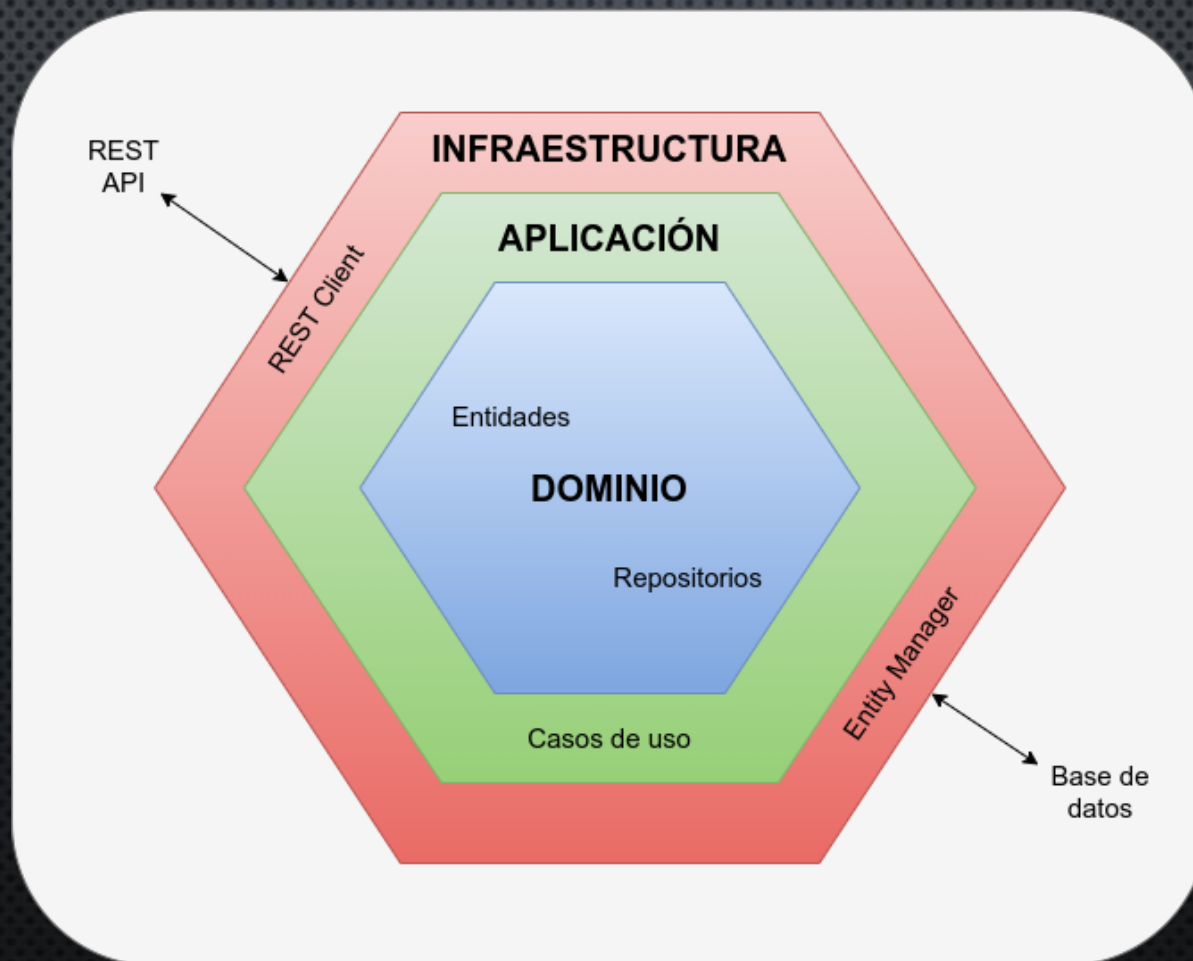 INFRAESTRUCTURA
REST
API
APLICACIÓN
REST Client
Entidades
DOMINIO
Repositorios
Entity Manager
Casos de uso
Base de
datos